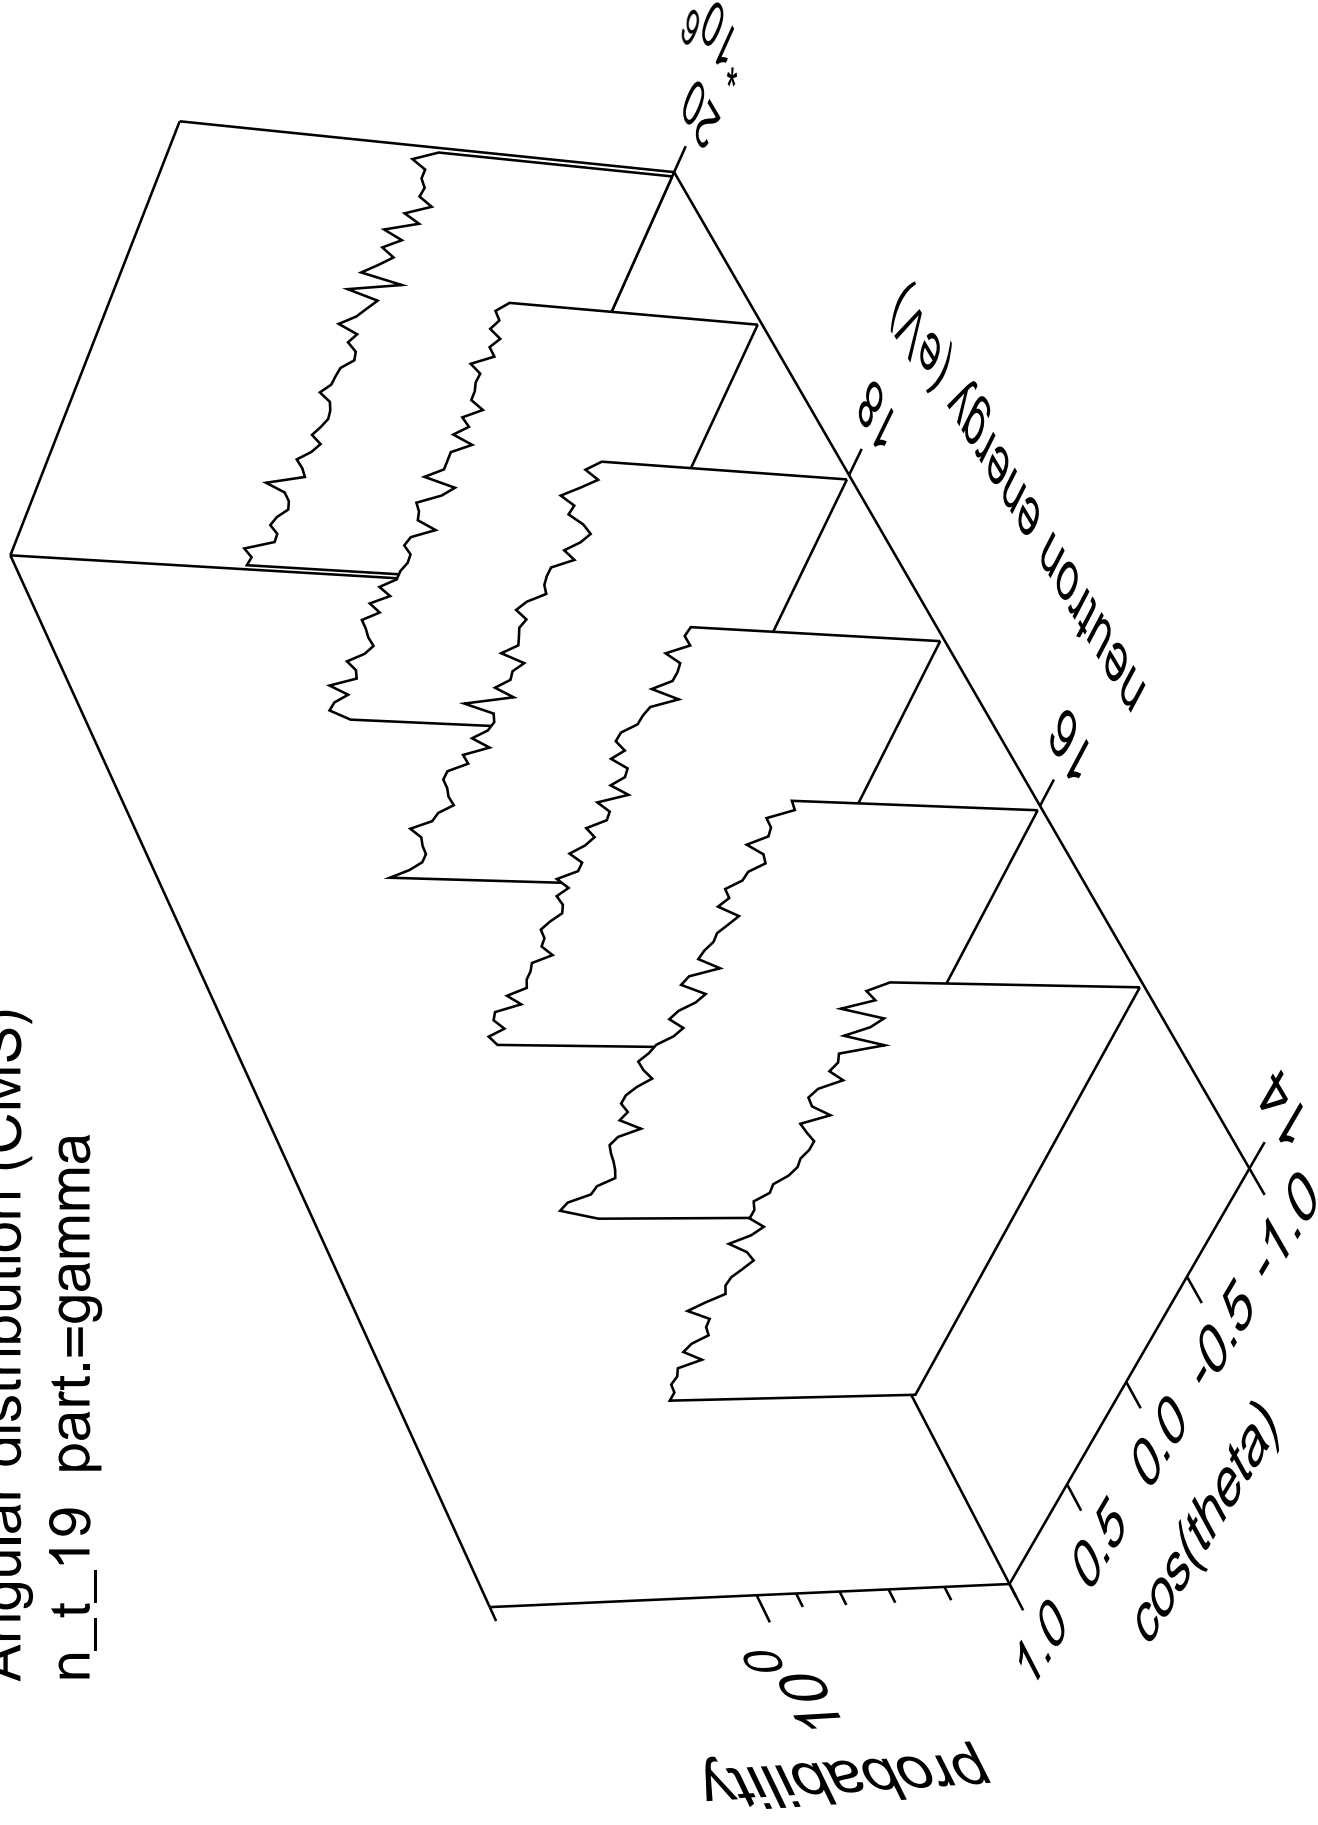 Angular distribution (CMS)
n_t_19 part.=gamma
probability
10 0
1.0 0.5 0.0 -0.5 -1.0
cos(theta)
14 16 18 20
* 10 6
neutron energy (eV)